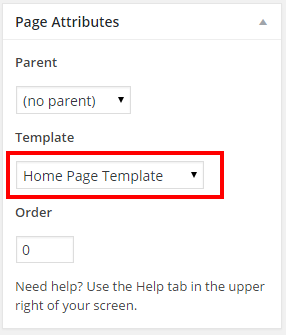 Page Attributes
Parent
(no parent)
Template
Home Page Template
Order
0
Need help? Use the Help tab in the upper
right of your screen.